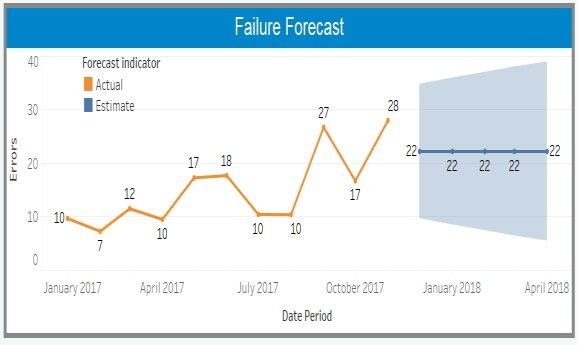 Failure Forecast
Forecast indicator
Actual
Estimate
Errors
40
30
20
10
0
10
7
12
10
17
18
10
10
27
17
28
22
22
22
22
22
January 2017
April 2017
July 2017
October 2017
January 2018
April 2018
Date Period